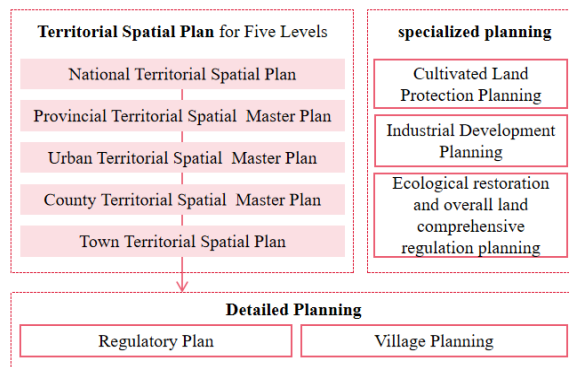 Territorial Spatial Plan for Five Levels
National Territorial Spatial Plan
Provincial Territorial Spatial Master Plan
Urban Territorial Spatial Master Plan
County Territorial Spatial Master Plan
Town Territorial Spatial Plan
specialized planning
Cultivated Land
Protection Planning
Industrial Development
Planning
Ecological restoration
and overall land
comprehensive
regulation planning
Detailed Planning
Regulatory Plan
Village Planning